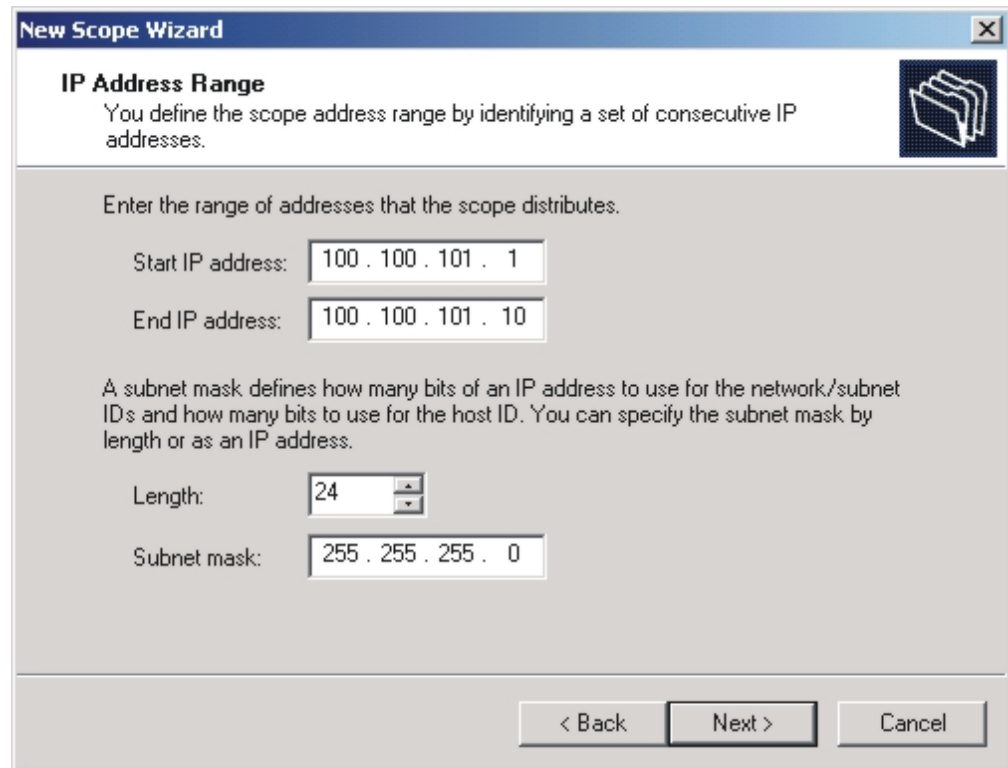 New Scope Wizard
IP Address Range
You define the scope address range by identifying a set of consecutive IP
addresses.
Enter the range of addresses that the scope distributes.
Start IP address: 100 . 100 . 101 . 1
End IP address: 100 . 100 . 101 . 10
A subnet mask defines how many bits of an IP address to use for the network/subnet
IDs and how many bits to use for the host ID. You can specify the subnet mask by
length or as an IP address.
Length: 24
Subnet mask: 255 . 255 . 255 . 0
< Back Next > Cancel